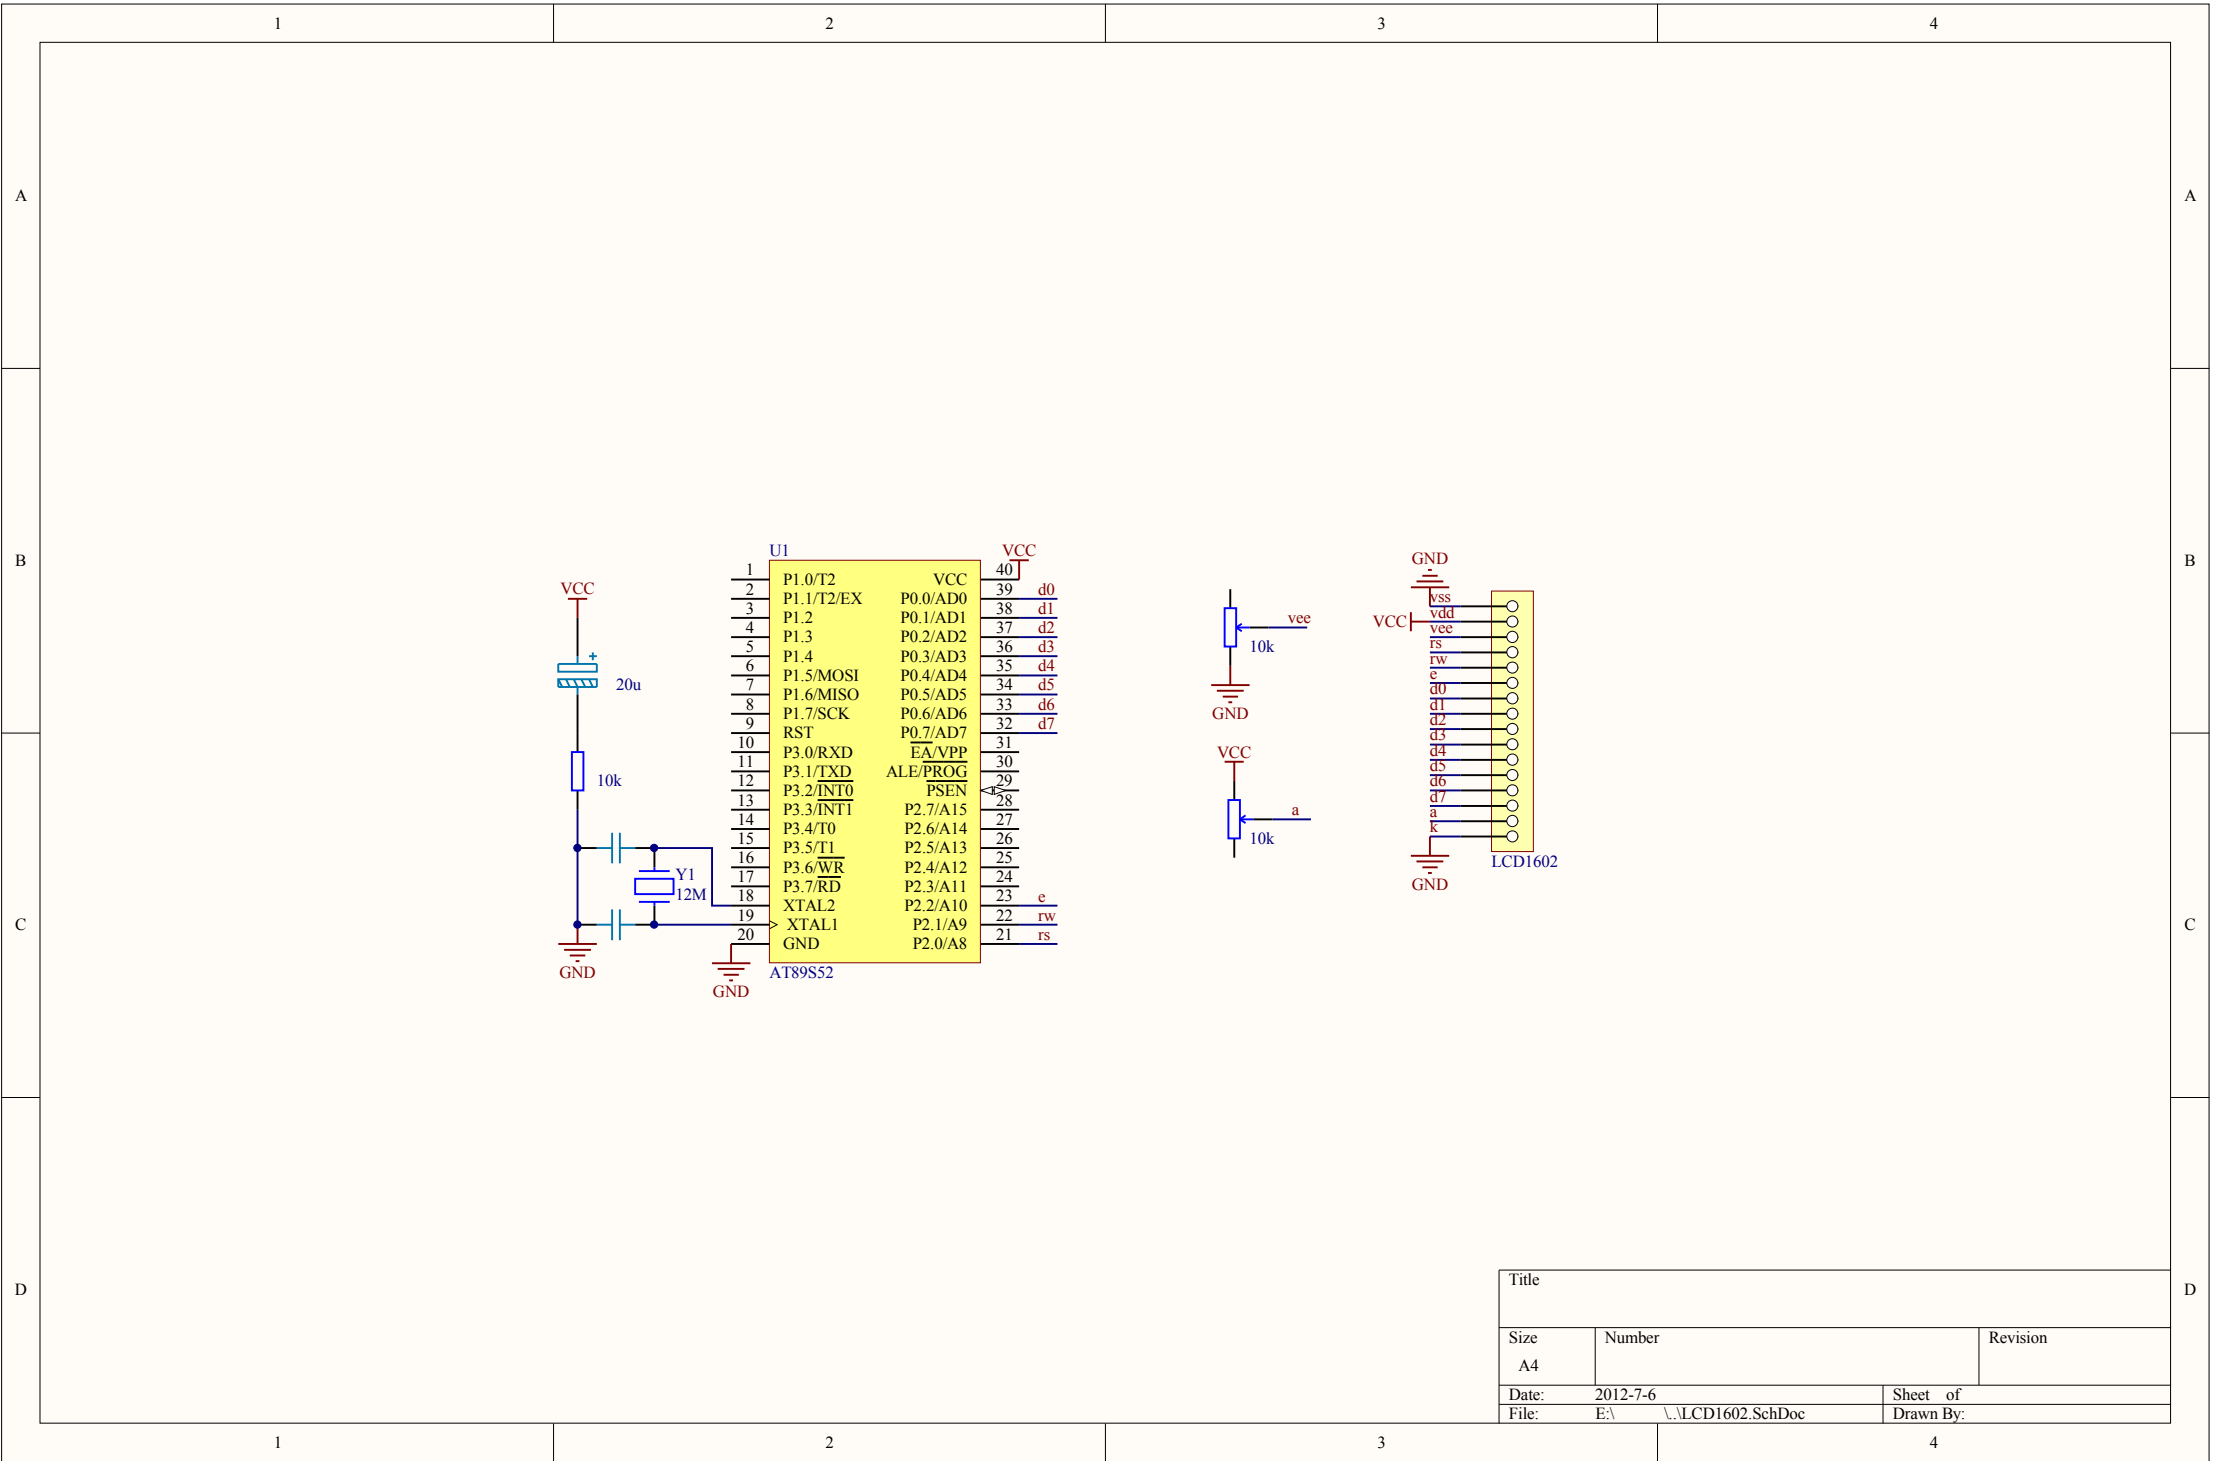 1 2 3 4
A A
B B
C C
D D
VCC
20u
10k
Y1
12M
GND
U1
1 P1.0/T2 VCC 40 VCC
2 P1.1/T2/EX P0.0/AD0 39 d0
3 P1.2 P0.1/AD1 38 d1
4 P1.3 P0.2/AD2 37 d2
5 P1.4 P0.3/AD3 36 d3
6 P1.5/MOSI P0.4/AD4 35 d4
7 P1.6/MISO P0.5/AD5 34 d5
8 P1.7/SCK P0.6/AD6 33 d6
9 RST P0.7/AD7 32 d7
10 P3.0/RXD EA/VPP 31
11 P3.1/TXD ALE/PROG 30
12 P3.2/INT0 PSEN 29
13 P3.3/INT1 P2.7/A15 28
14 P3.4/T0 P2.6/A14 27
15 P3.5/T1 P2.5/A13 26
16 P3.6/WR P2.4/A12 25
17 P3.7/RD P2.3/A11 24
18 XTAL2 P2.2/A10 23 e
19 XTAL1 P2.1/A9 22 rw
20 GND P2.0/A8 21 rs
AT89S52
GND
vee
10k
GND
VCC
a
10k
GND
vss
VCC vdd
vee
rs
rw
e
d0
d1
d2
d3
d4
d5
d6
d7
a
k
LCD1602
GND
Title
Size Number Revision
A4
Date: 2012-7-6 Sheet of
File: E:\ \..\LCD1602.SchDoc Drawn By:
1 2 3 4